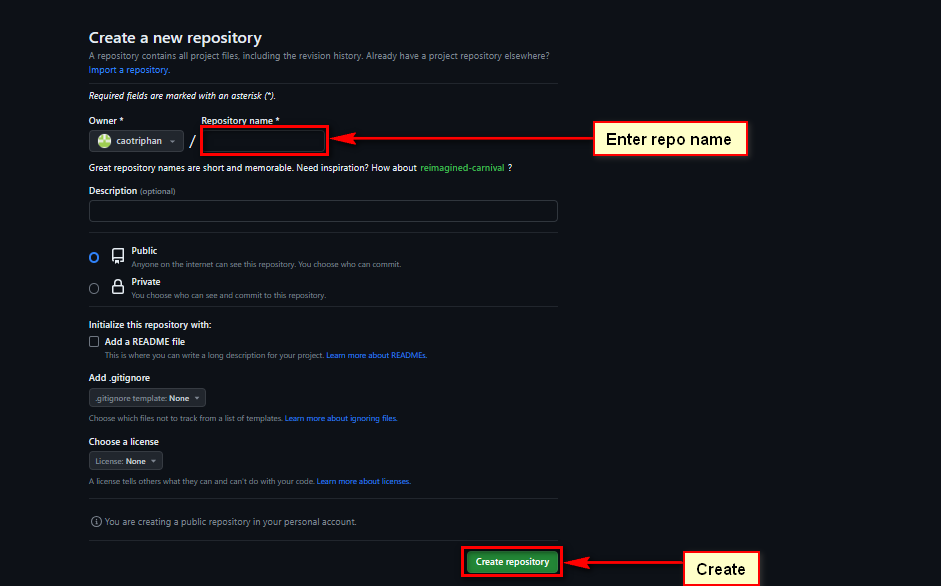 Create a new repository
A repository contains all project files, including the revision history. Already have a project repository elsewhere?
Import a repository.
Required fields are marked with an asterisk (*).
Owner * Repository name *
caotriphan /
Enter repo name
Great repository names are short and memorable. Need inspiration? How about reimagined-carnival ?
Description (optional)
Public
Anyone on the internet can see this repository. You choose who can commit.
Private
You choose who can see and commit to this repository.
Initialize this repository with:
Add a README file
This is where you can write a long description for your project. Learn more about READMEs.
Add .gitignore
.gitignore template: None
Choose which files not to track from a list of templates. Learn more about ignoring files.
Choose a license
License: None
A license tells others what they can and can't do with your code. Learn more about licenses.
You are creating a public repository in your personal account.
Create repository
Create